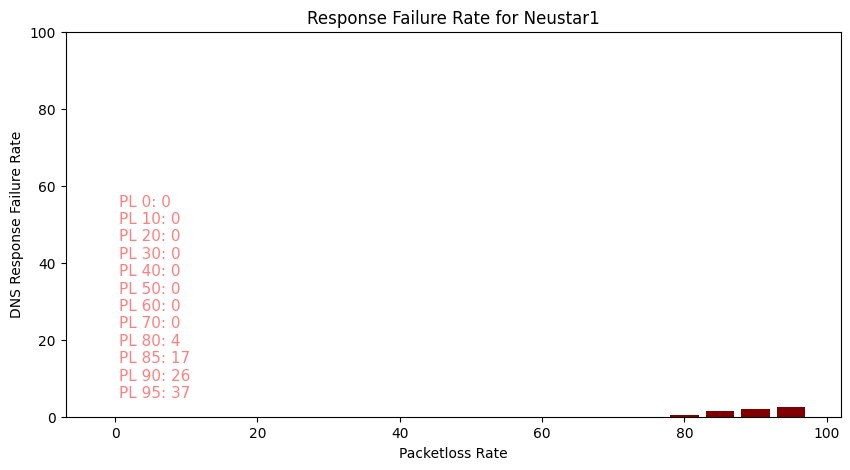 Response Failure Rate for Neustar1
100
80
60
40
20
0
DNS Response Failure Rate
PL 0: 0
PL 10: 0
PL 20: 0
PL 30: 0
PL 40: 0
PL 50: 0
PL 60: 0
PL 70: 0
PL 80: 4
PL 85: 17
PL 90: 26
PL 95: 37
0 20 40 60 80 100
Packetloss Rate